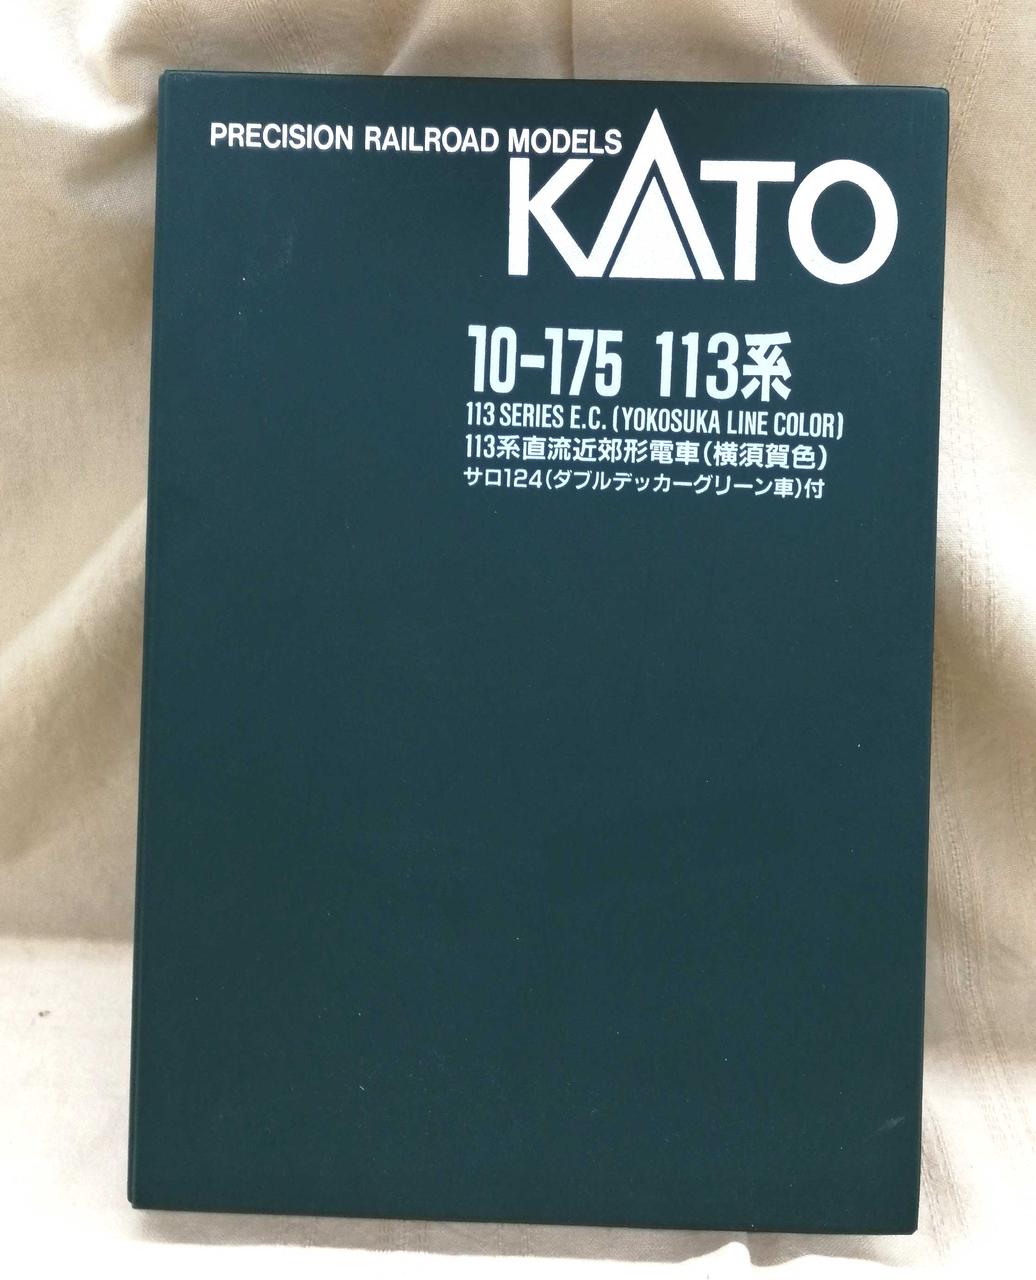 PRECISION RAILROAD MODELS
KATO
10-175 113系
113 SERIES E.C. (YOKOSUKA LINE COLOR)
113系直流近郊形電車(横須賀色)
サロ124(ダブルデッカーグリーン車)付